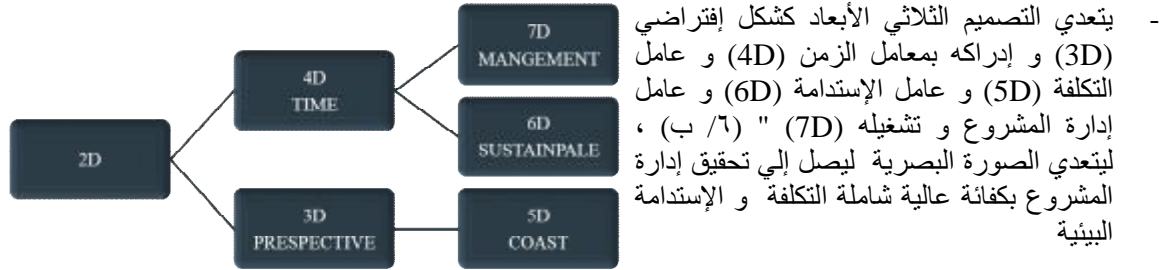 - يتعدي التصميم الثلاثي الأبعاد كشكل إفتراضي
(3D) و إدراكه بمعامل الزمن (4D) و عامل
التكلفة (5D) و عامل الإستدامة (6D) و عامل
إدارة المشروع و تشغيله (7D) " (٦/ ب) ،
ليتعدي الصورة البصرية ليصل إلي تحقيق إدارة
المشروع بكفائة عالية شاملة التكلفة و الإستدامة
البيئية
2D
4D
TIME
3D
PRESPECTIVE
7D
MANGEMENT
6D
SUSTAINPALE
5D
COAST